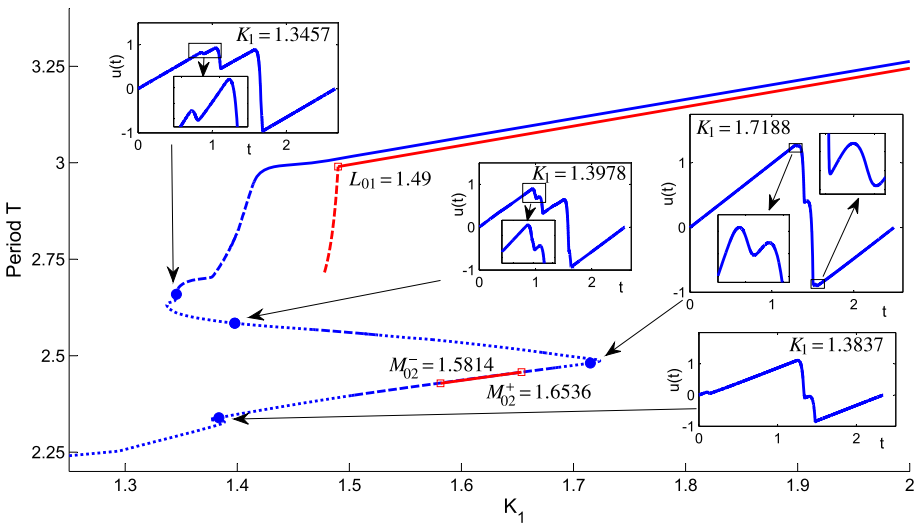 Period T
3.25
3
2.75
2.5
2.25
1.3
1.4
1.5
1.6
1.7
1.8
1.9
2
K₁
K₁=1.3457
u(t)
1
0
-1
0
1
2
t
L₀₁=1.49
K₁=1.3978
u(t)
1
0
-1
0
1
2
t
K₁=1.7188
u(t)
1
0
-1
0
1
2
t
K₁=1.3837
u(t)
1
0
-1
0
1
2
t
M₀₂⁻=1.5814
M₀₂⁺=1.6536